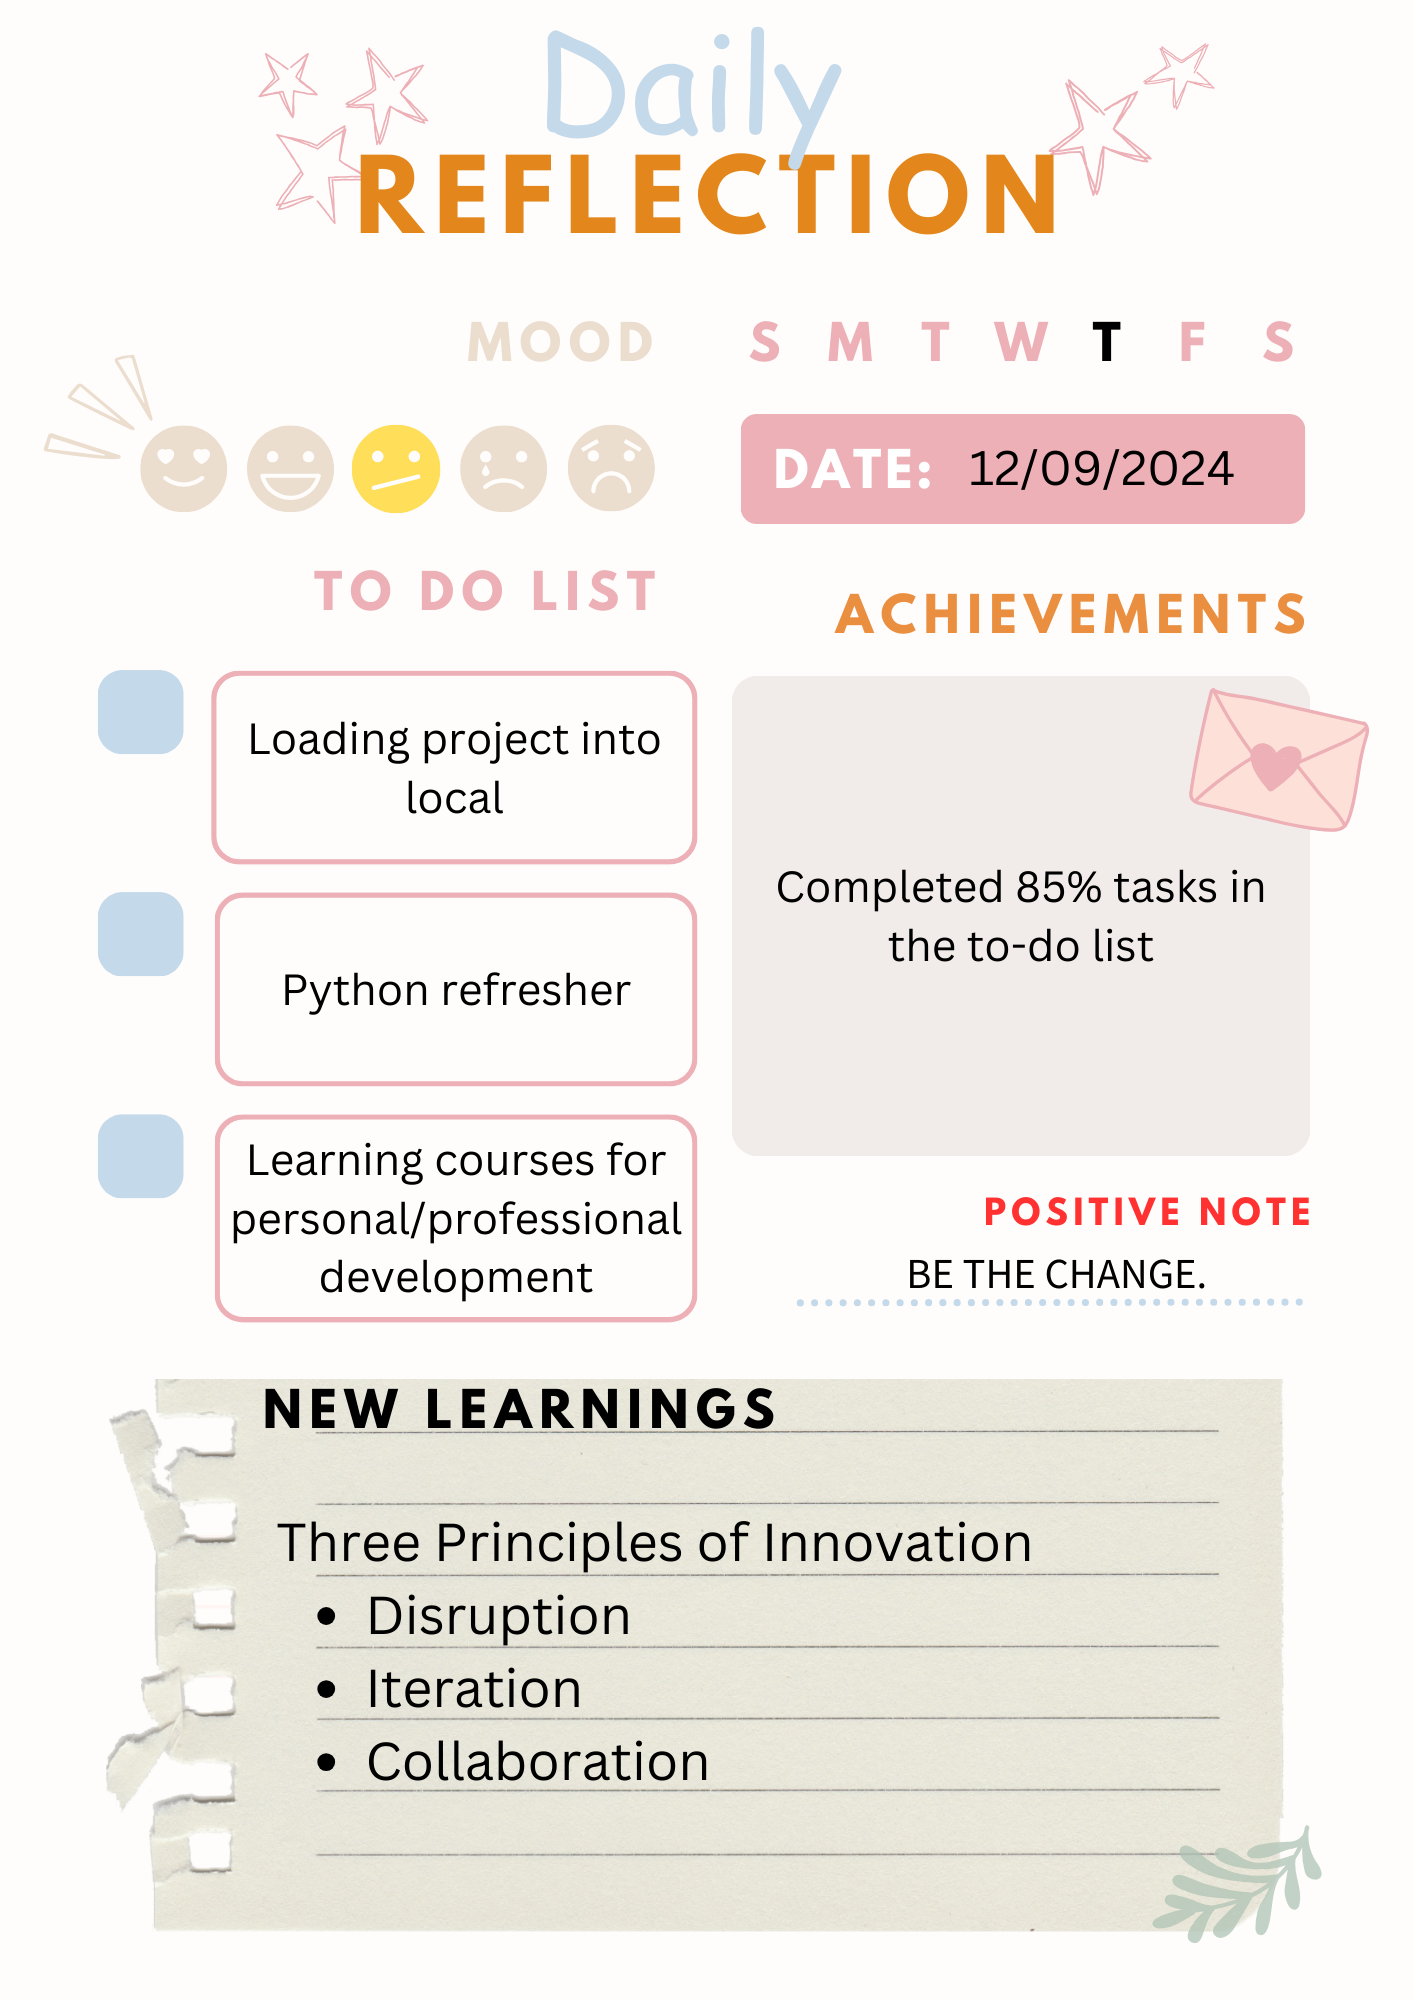 Daily
REFLECTION
MOOD
S M T W T F S
DATE: 12/09/2024
TO DO LIST
Loading project into
local
Python refresher
Learning courses for
personal/professional
development
ACHIEVEMENTS
Completed 85% tasks in
the to-do list
POSITIVE NOTE
BE THE CHANGE.
NEW LEARNINGS
Three Principles of Innovation
• Disruption
• Iteration
• Collaboration